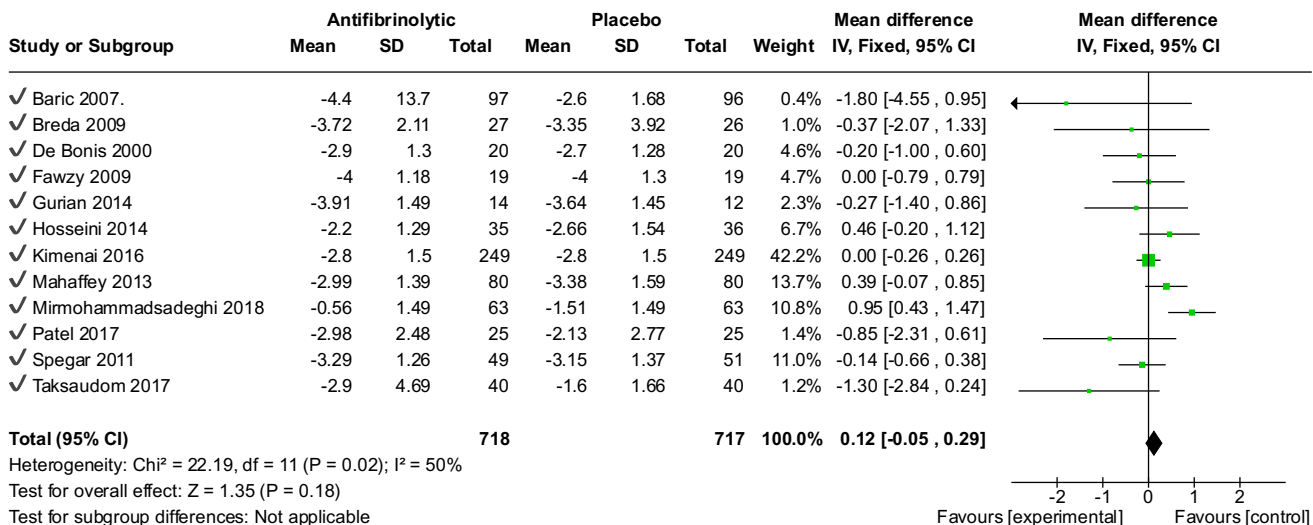 Antifibrinolytic Placebo Mean difference Mean difference
Study or Subgroup Mean SD Total Mean SD Total Weight IV, Fixed, 95% CI IV, Fixed, 95% CI
✓ Baric 2007. -4.4 13.7 97 -2.6 1.68 96 0.4% -1.80 [-4.55 , 0.95]
✓ Breda 2009 -3.72 2.11 27 -3.35 3.92 26 1.0% -0.37 [-2.07 , 1.33]
✓ De Bonis 2000 -2.9 1.3 20 -2.7 1.28 20 4.6% -0.20 [-1.00 , 0.60]
✓ Fawzy 2009 -4 1.18 19 -4 1.3 19 4.7% 0.00 [-0.79 , 0.79]
✓ Gurian 2014 -3.91 1.49 14 -3.64 1.45 12 2.3% -0.27 [-1.40 , 0.86]
✓ Hosseini 2014 -2.2 1.29 35 -2.66 1.54 36 6.7% 0.46 [-0.20 , 1.12]
✓ Kimenai 2016 -2.8 1.5 249 -2.8 1.5 249 42.2% 0.00 [-0.26 , 0.26]
✓ Mahaffey 2013 -2.99 1.39 80 -3.38 1.59 80 13.7% 0.39 [-0.07 , 0.85]
✓ Mirmohammadsadeghi 2018 -0.56 1.49 63 -1.51 1.49 63 10.8% 0.95 [0.43 , 1.47]
✓ Patel 2017 -2.98 2.48 25 -2.13 2.77 25 1.4% -0.85 [-2.31 , 0.61]
✓ Spegar 2011 -3.29 1.26 49 -3.15 1.37 51 11.0% -0.14 [-0.66 , 0.38]
✓ Taksaudom 2017 -2.9 4.69 40 -1.6 1.66 40 1.2% -1.30 [-2.84 , 0.24]
Total (95% CI) 718 717 100.0% 0.12 [-0.05 , 0.29]
Heterogeneity: Chi² = 22.19, df = 11 (P = 0.02); I² = 50%
Test for overall effect: Z = 1.35 (P = 0.18) -2 -1 0 1 2
Test for subgroup differences: Not applicable Favours [experimental] Favours [control]